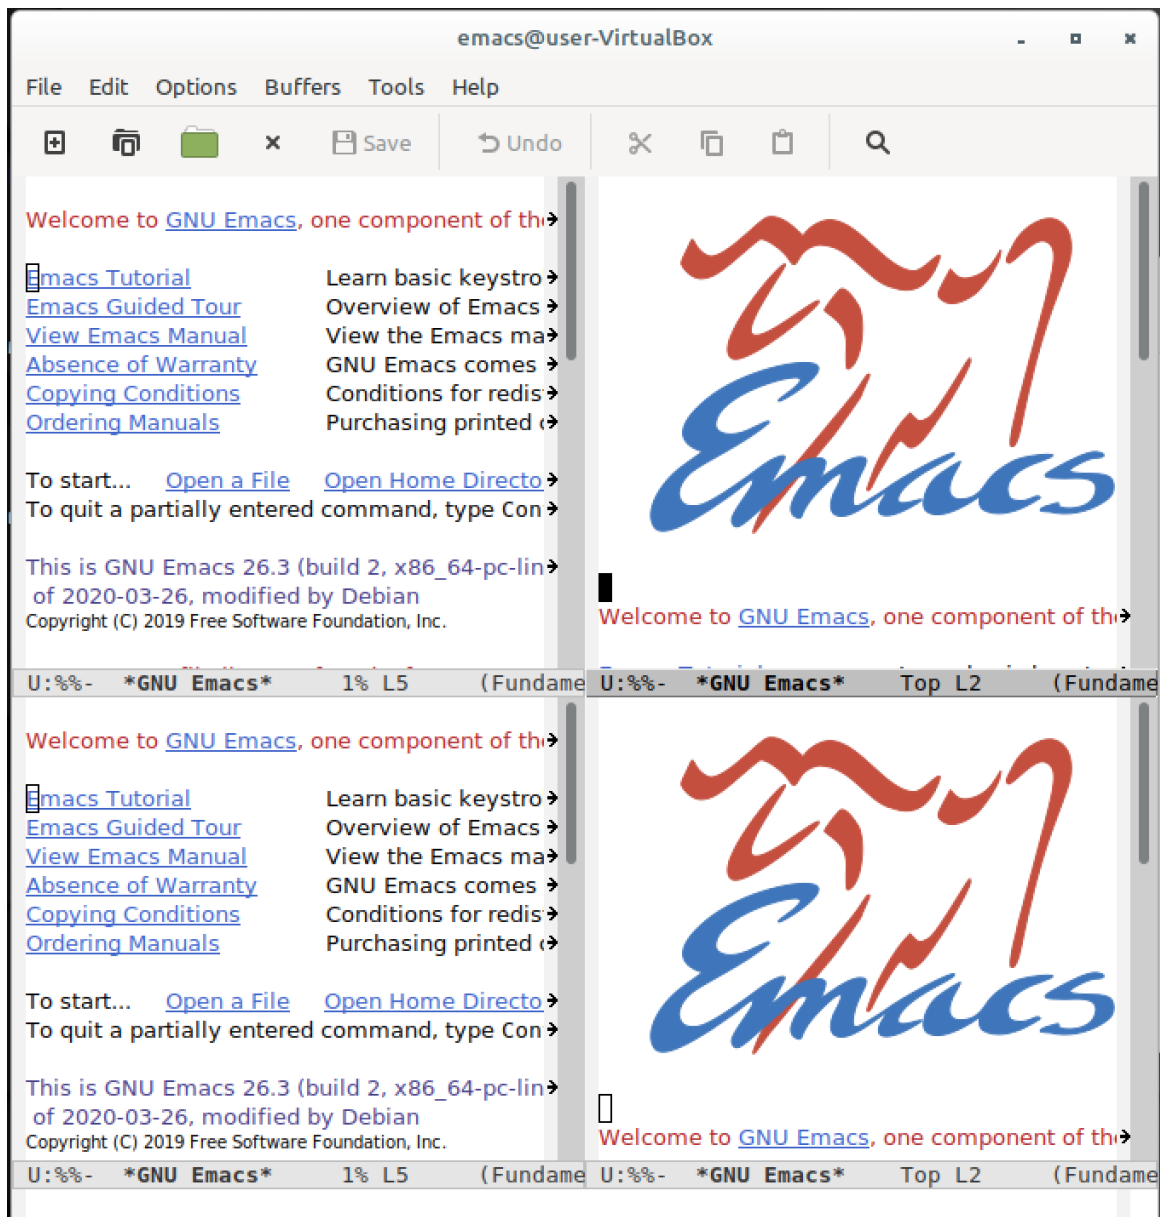 emacs@user-VirtualBox
File Edit Options Buffers Tools Help
Save Undo
Welcome to GNU Emacs, one component of the
Emacs Tutorial Learn basic keystro
Emacs Guided Tour Overview of Emacs
View Emacs Manual View the Emacs ma
Absence of Warranty GNU Emacs comes
Copying Conditions Conditions for redis
Ordering Manuals Purchasing printed
To start... Open a File Open Home Directo
To quit a partially entered command, type Con
This is GNU Emacs 26.3 (build 2, x86_64-pc-lin
of 2020-03-26, modified by Debian
Copyright (C) 2019 Free Software Foundation, Inc.
U:%%- *GNU Emacs* 1% L5 (Fundame
Emacs
Welcome to GNU Emacs, one component of the
U:%%- *GNU Emacs* Top L2 (Fundame
Welcome to GNU Emacs, one component of the
Emacs Tutorial Learn basic keystro
Emacs Guided Tour Overview of Emacs
View Emacs Manual View the Emacs ma
Absence of Warranty GNU Emacs comes
Copying Conditions Conditions for redis
Ordering Manuals Purchasing printed
To start... Open a File Open Home Directo
To quit a partially entered command, type Con
This is GNU Emacs 26.3 (build 2, x86_64-pc-lin
of 2020-03-26, modified by Debian
Copyright (C) 2019 Free Software Foundation, Inc.
U:%%- *GNU Emacs* 1% L5 (Fundame
Emacs
Welcome to GNU Emacs, one component of the
U:%%- *GNU Emacs* Top L2 (Fundame